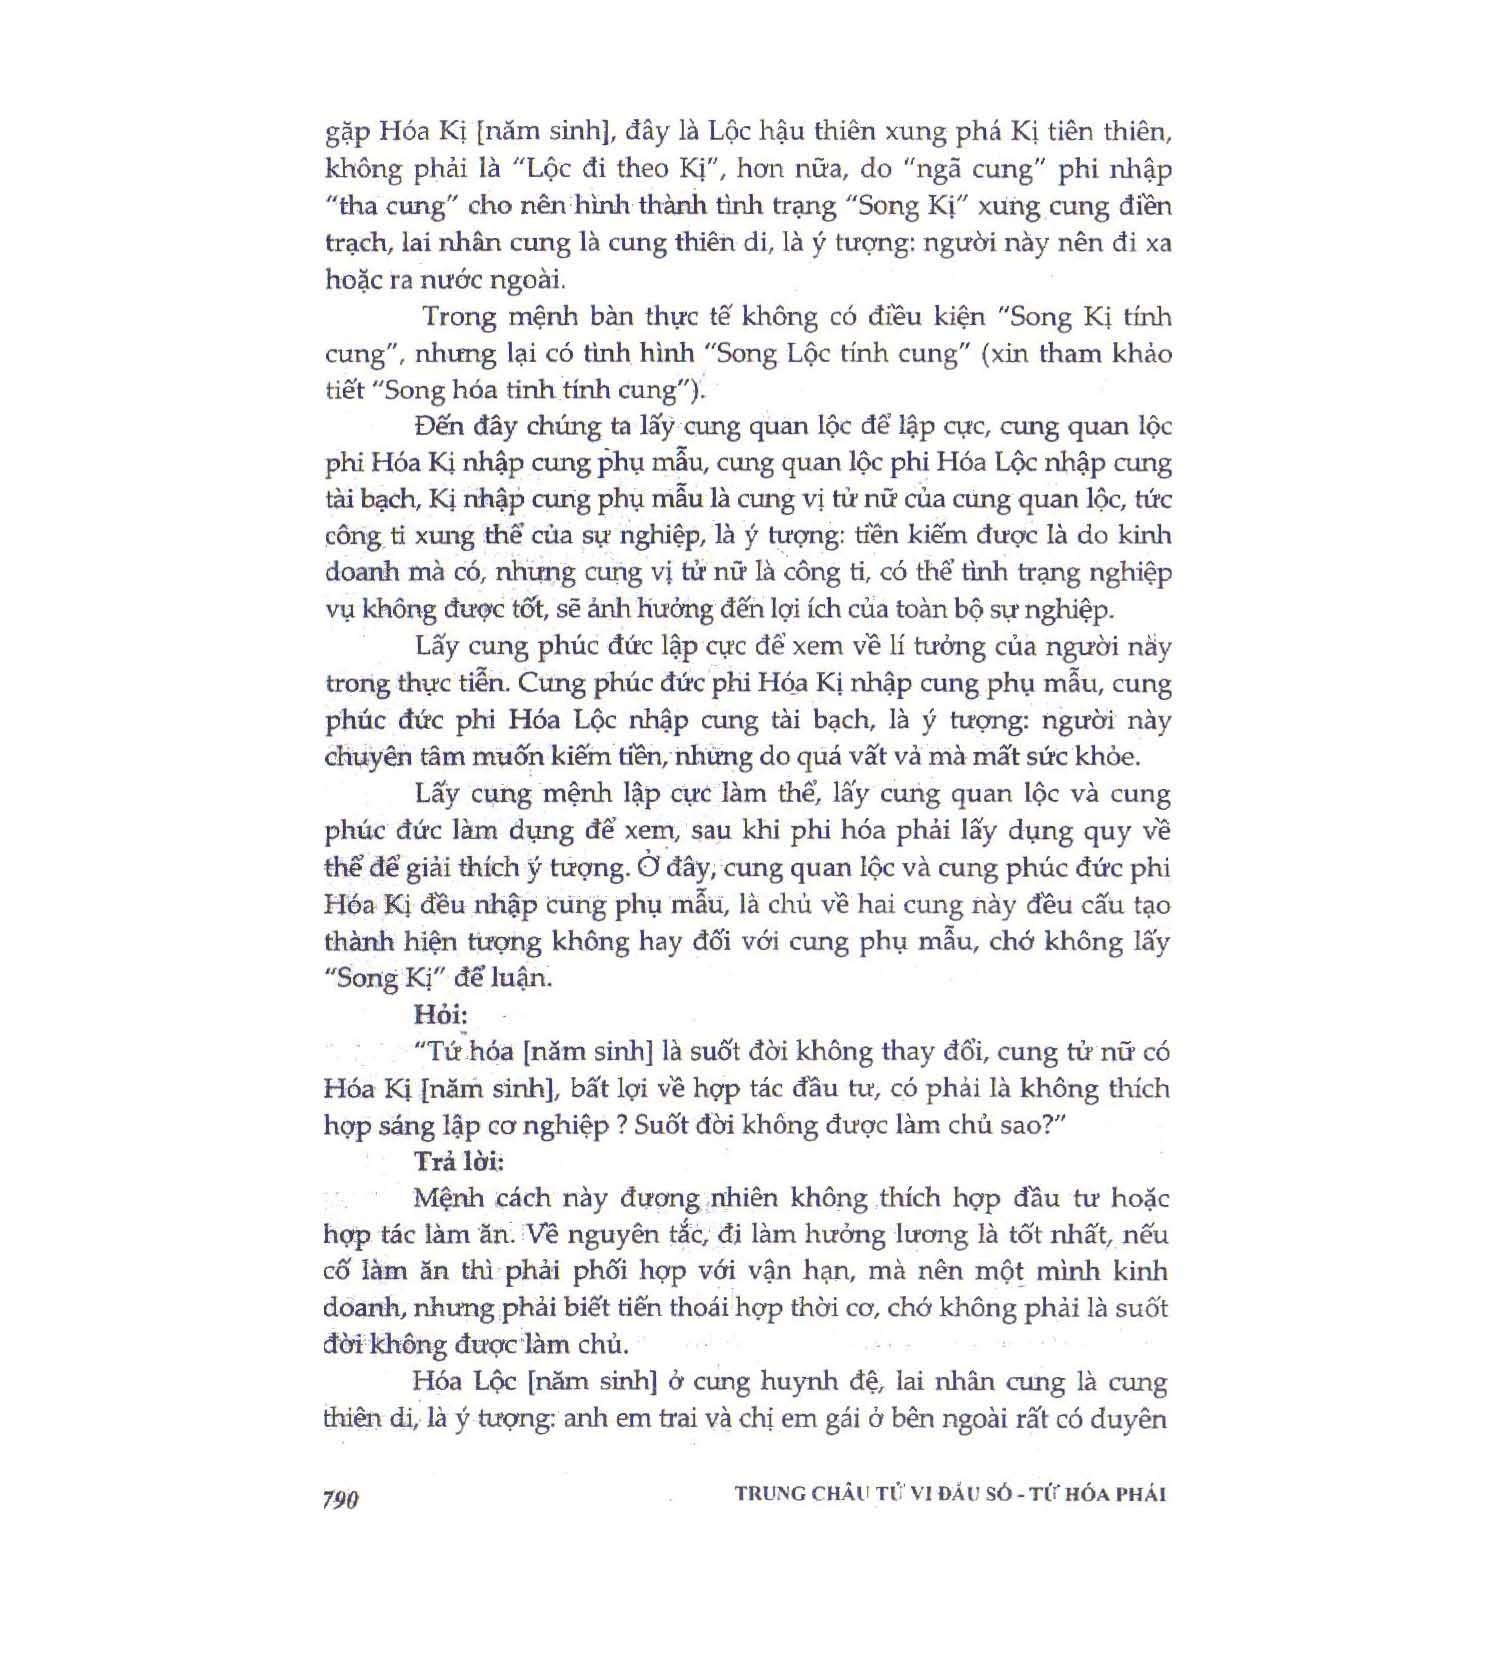 gặp Hóa Kị [năm sinh], đây là Lộc hậu thiên xung phá Kị tiên thiên,
không phải là "Lộc đi theo Kị", hơn nữa, do "ngã cung" phi nhập
"tha cung" cho nên hình thành tình trạng "Song Kị" xung cung điền
trạch, lai nhân cung là cung thiên di, là ý tượng: người này nên đi xa
hoặc ra nước ngoài.
Trong mệnh bàn thực tế không có điều kiện "Song Kị tính
cung", nhưng lại có tình hình "Song Lộc tính cung" (xin tham khảo
tiết "Song hóa tinh tính cung").
Đến đây chúng ta lấy cung quan lộc để lập cực, cung quan lộc
phi Hóa Kị nhập cung phụ mẫu, cung quan lộc phi Hóa Lộc nhập cung
tài bạch, Kị nhập cung phụ mẫu là cung vị tử nữ của cung quan lộc, tức
công ti xung thể của sự nghiệp, là ý tượng: tiền kiếm được là do kinh
doanh mà có, nhưng cung vị tử nữ là công ti, có thể tình trạng nghiệp
vụ không được tốt, sẽ ảnh hưởng đến lợi ích của toàn bộ sự nghiệp.
Lấy cung phúc đức lập cực để xem về lí tưởng của người này
trong thực tiễn. Cung phúc đức phi Hóa Kị nhập cung phụ mẫu, cung
phúc đức phi Hóa Lộc nhập cung tài bạch, là ý tượng: người này
chuyên tâm muốn kiếm tiền, nhưng do quá vất vả mà mất sức khỏe.
Lấy cung mệnh lập cực làm thể, lấy cung quan lộc và cung
phúc đức làm dụng để xem, sau khi phi hóa phải lấy dụng quy về
thể để giải thích ý tượng. Ở đây, cung quan lộc và cung phúc đức phi
Hóa Kị đều nhập cung phụ mẫu, là chủ về hai cung này đều cấu tạo
thành hiện tượng không hay đối với cung phụ mẫu, chớ không lấy
"Song Kị" để luận.
Hỏi:
"Tứ hóa [năm sinh] là suốt đời không thay đổi, cung tử nữ có
Hóa Kị [năm sinh], bất lợi về hợp tác đầu tư, có phải là không thích
hợp sáng lập cơ nghiệp ? Suốt đời không được làm chủ sao?"
Trả lời:
Mệnh cách này đương nhiên không thích hợp đầu tư hoặc
hợp tác làm ăn. Về nguyên tắc, đi làm hưởng lương là tốt nhất, nếu
cố làm ăn thì phải phối hợp với vận hạn, mà nên một mình kinh
doanh, nhưng phải biết tiến thoái hợp thời cơ, chớ không phải là suốt
đời không được làm chủ.
Hóa Lộc [năm sinh] ở cung huynh đệ, lai nhân cung là cung
thiên di, là ý tượng: anh em trai và chị em gái ở bên ngoài rất có duyên
790
TRUNG CHÂU TỬ VI ĐẨU SỐ - TỨ HÓA PHÁI